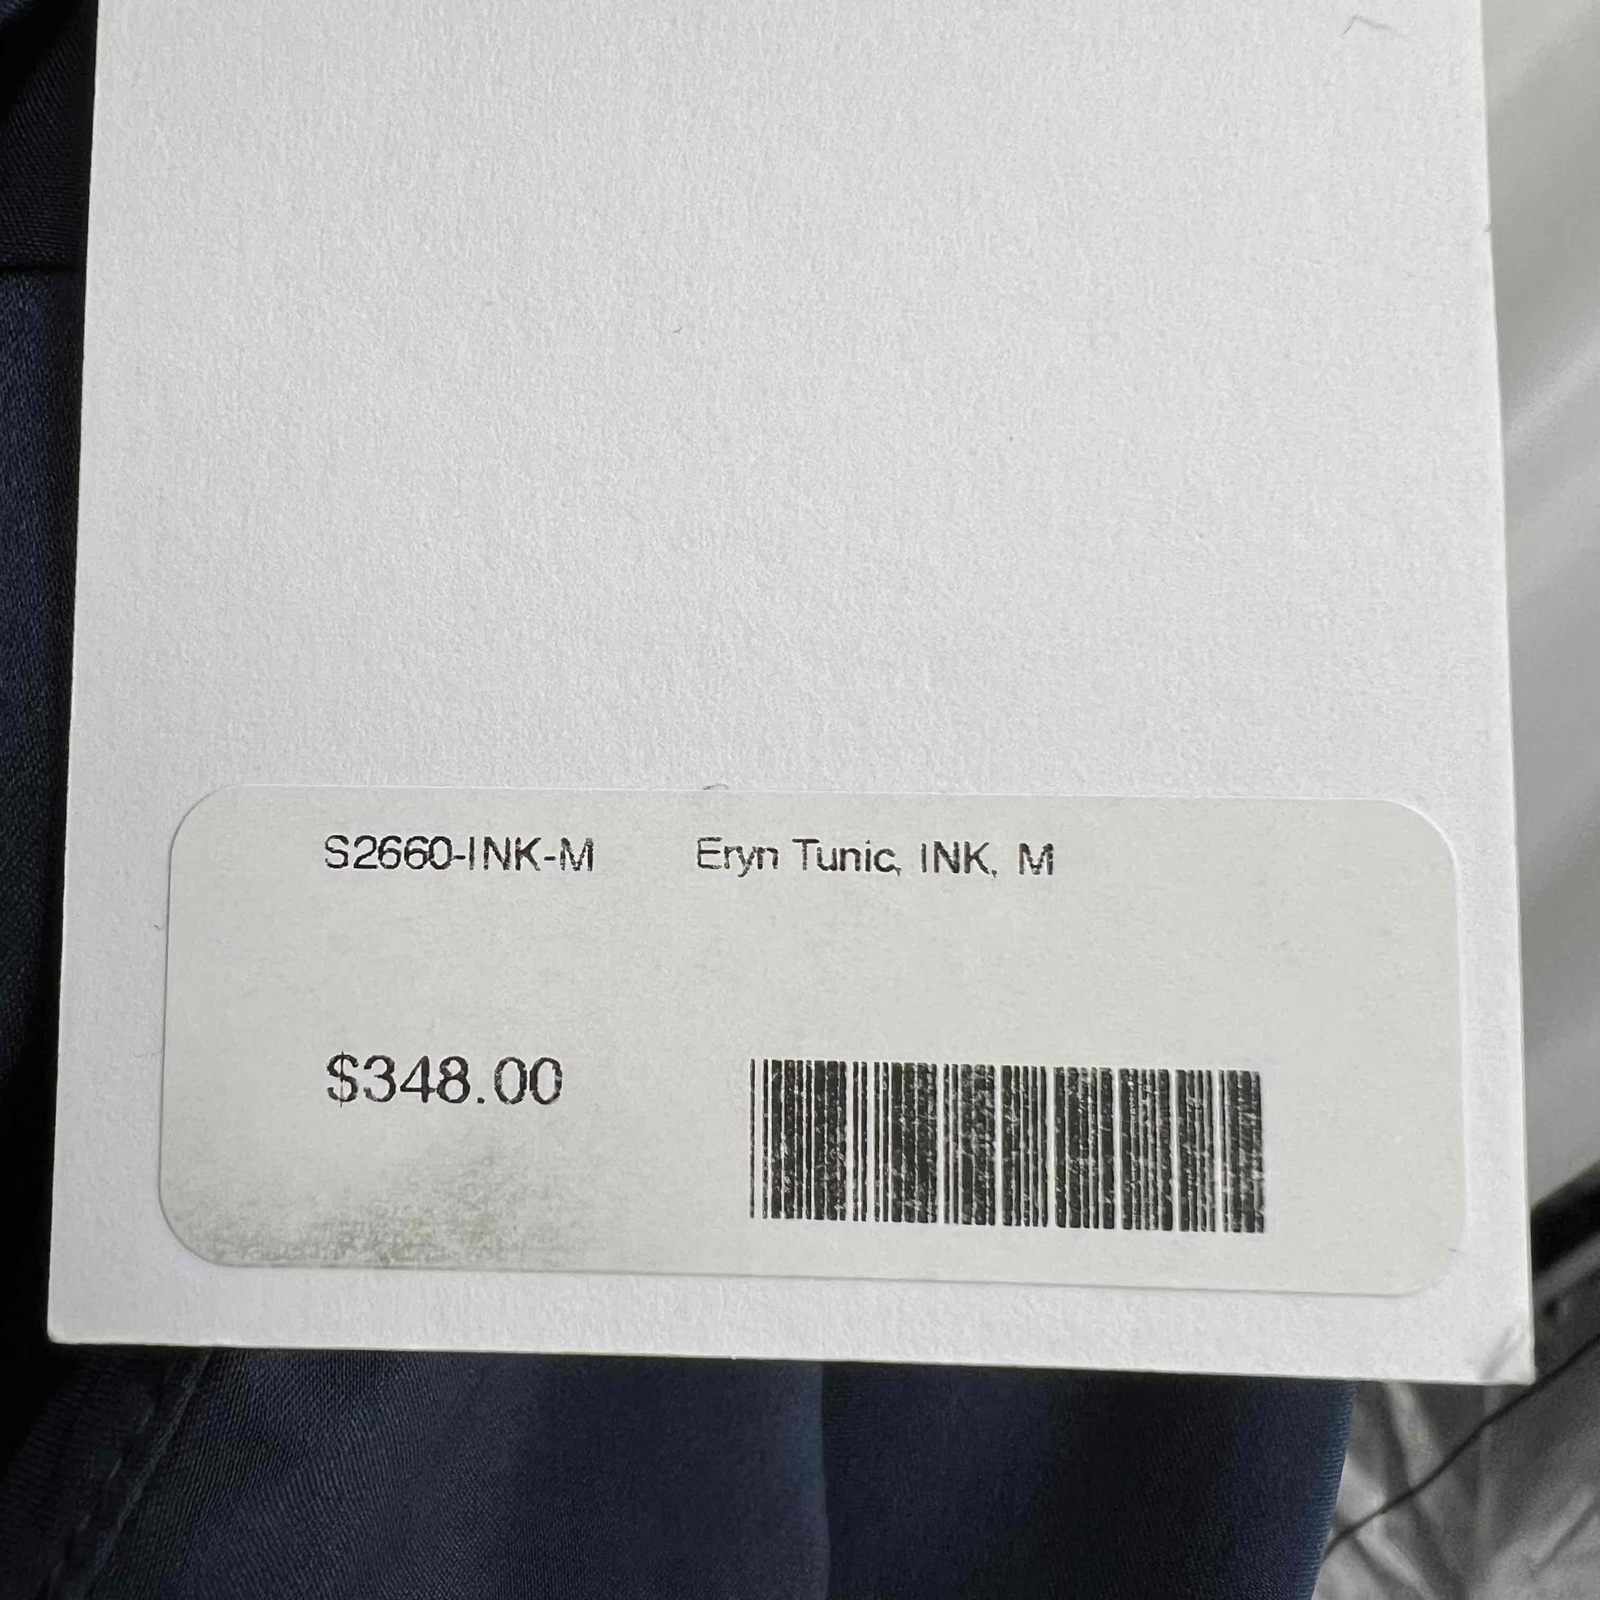 S2660-INK-M Eryn Tunic, INK, M
$348.00